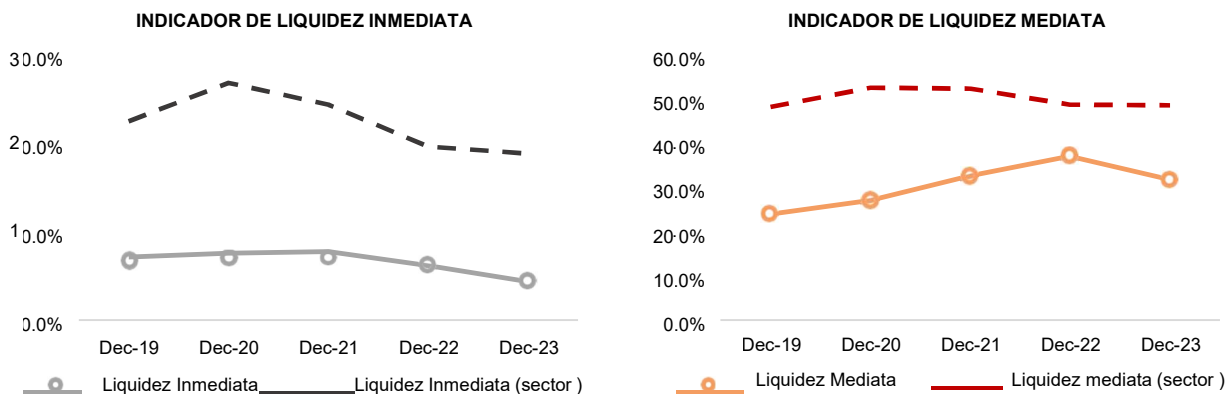 INDICADOR DE LIQUIDEZ INMEDIATA
30.0%
20.0%
10.0%
0.0%
Dec-19 Dec-20 Dec-21 Dec-22 Dec-23
Liquidez Inmediata Liquidez Inmediata (sector )
INDICADOR DE LIQUIDEZ MEDIATA
60.0%
50.0%
40.0%
30.0%
20.0%
10.0%
0.0%
Dec-19 Dec-20 Dec-21 Dec-22 Dec-23
Liquidez Mediata Liquidez mediata (sector )